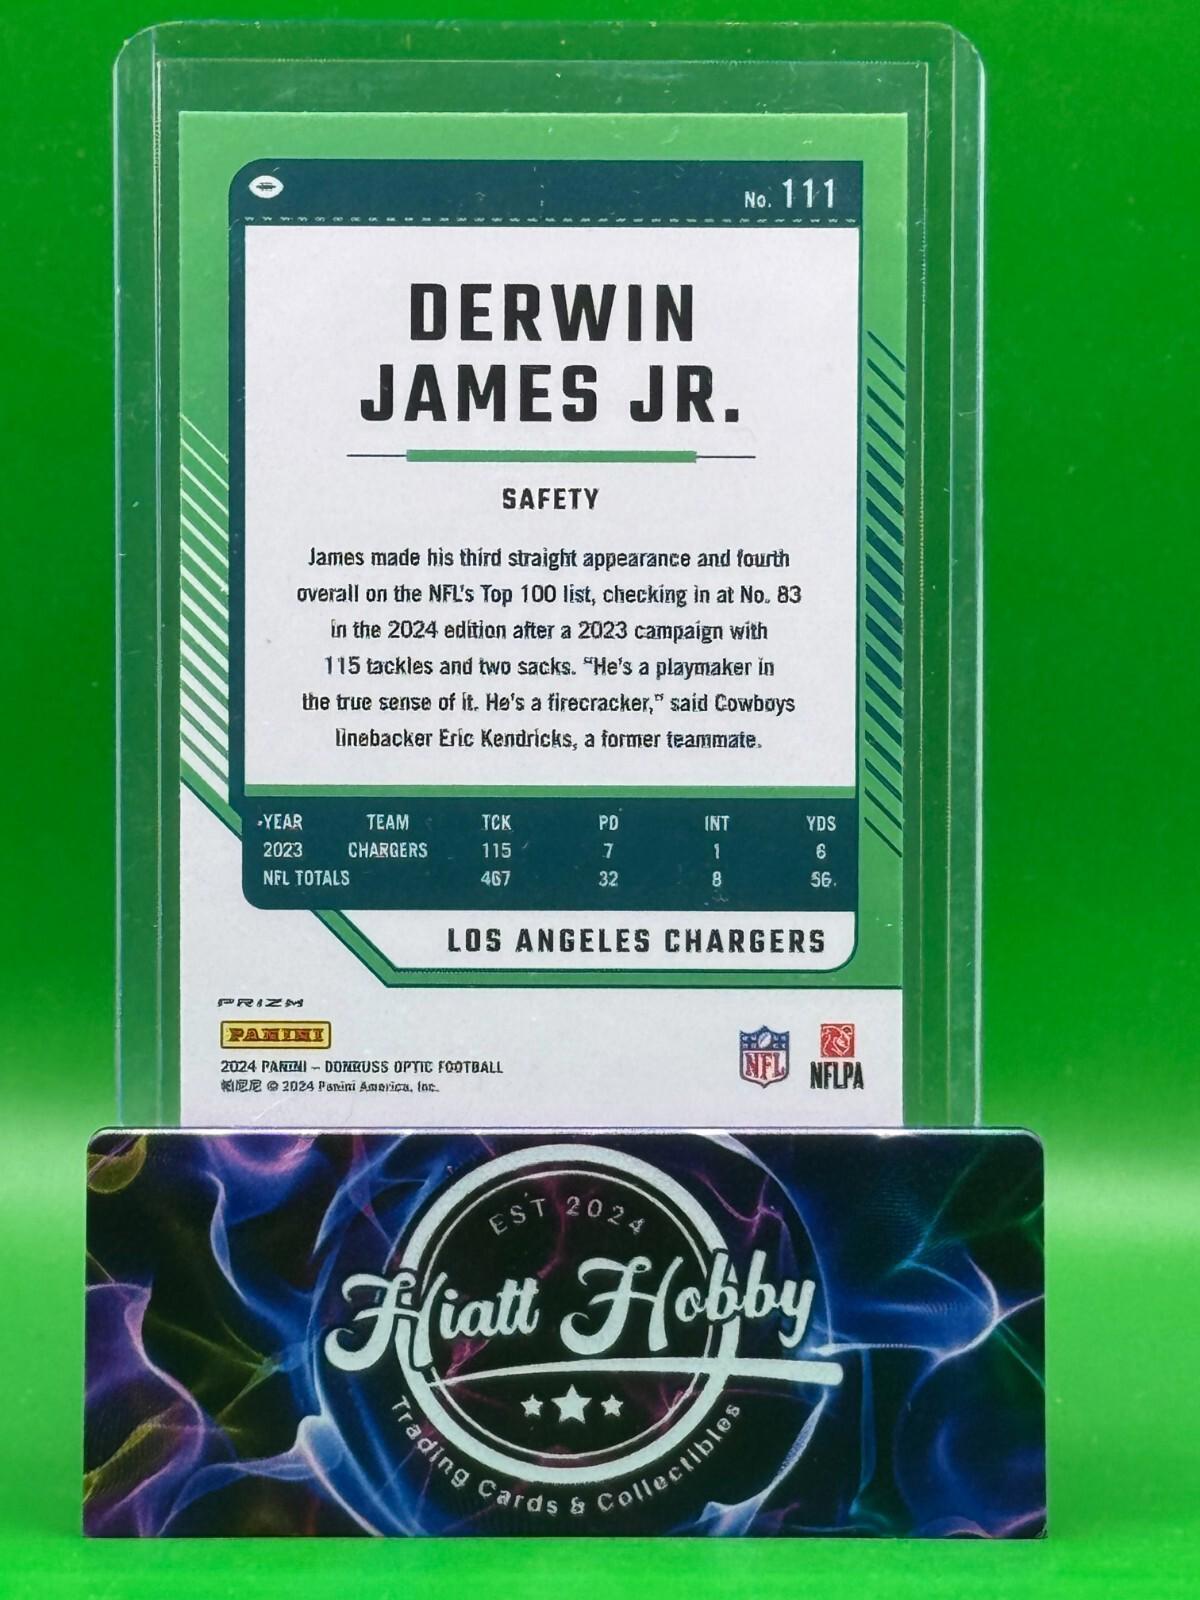 No. 111
DERWIN
JAMES JR.
SAFETY
James made his third straight appearance and fourth
overall on the NFL's Top 100 list, checking in at No. 83
in the 2024 edition after a 2023 campaign with
115 tackles and two sacks. "He's a playmaker in
the true sense of it. He's a firecracker," said Cowboys
linebacker Eric Kendricks, a former teammate.
YEAR TEAM TCK PD INT YDS
2023 CHARGERS 115 7 1 6
NFL TOTALS 467 32 8 56
LOS ANGELES CHARGERS
PRIZM
PANINI
2024 PANINI – DONRUSS OPTIC FOOTBALL
帕尼尼 © 2024 Panini America, Inc.
NFL
NFLPA
EST 2024
Hiatt Hobby
Trading Cards & Collectibles